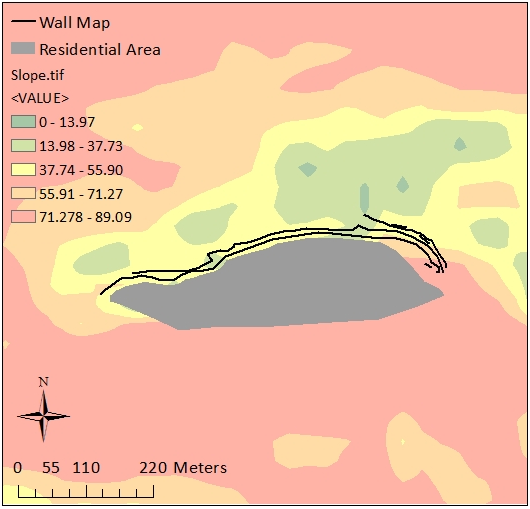 Wall Map
Residential Area
Slope.tif
<VALUE>
0 - 13.97
13.98 - 37.73
37.74 - 55.90
55.91 - 71.27
71.278 - 89.09
N
0 55 110 220 Meters